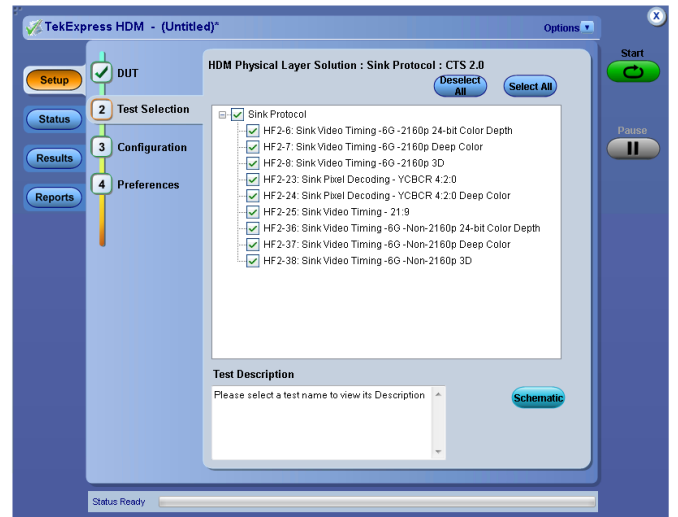 TekExpress HDM - (Untitled)*
Options
X
Start
Setup
Status
Results
Reports
DUT
2 Test Selection
3 Configuration
4 Preferences
HDM Physical Layer Solution : Sink Protocol : CTS 2.0
Deselect All
Select All
Sink Protocol
HF2-6: Sink Video Timing -6G -2160p 24-bit Color Depth
HF2-7: Sink Video Timing -6G -2160p Deep Color
HF2-8: Sink Video Timing -6G -2160p 3D
HF2-23: Sink Pixel Decoding - YCBCR 4:2:0
HF2-24: Sink Pixel Decoding - YCBCR 4:2:0 Deep Color
HF2-25: Sink Video Timing - 21:9
HF2-36: Sink Video Timing -6G -Non-2160p 24-bit Color Depth
HF2-37: Sink Video Timing -6G -Non-2160p Deep Color
HF2-38: Sink Video Timing -6G -Non-2160p 3D
Pause
Test Description
Please select a test name to view its Description
Schematic
Status Ready